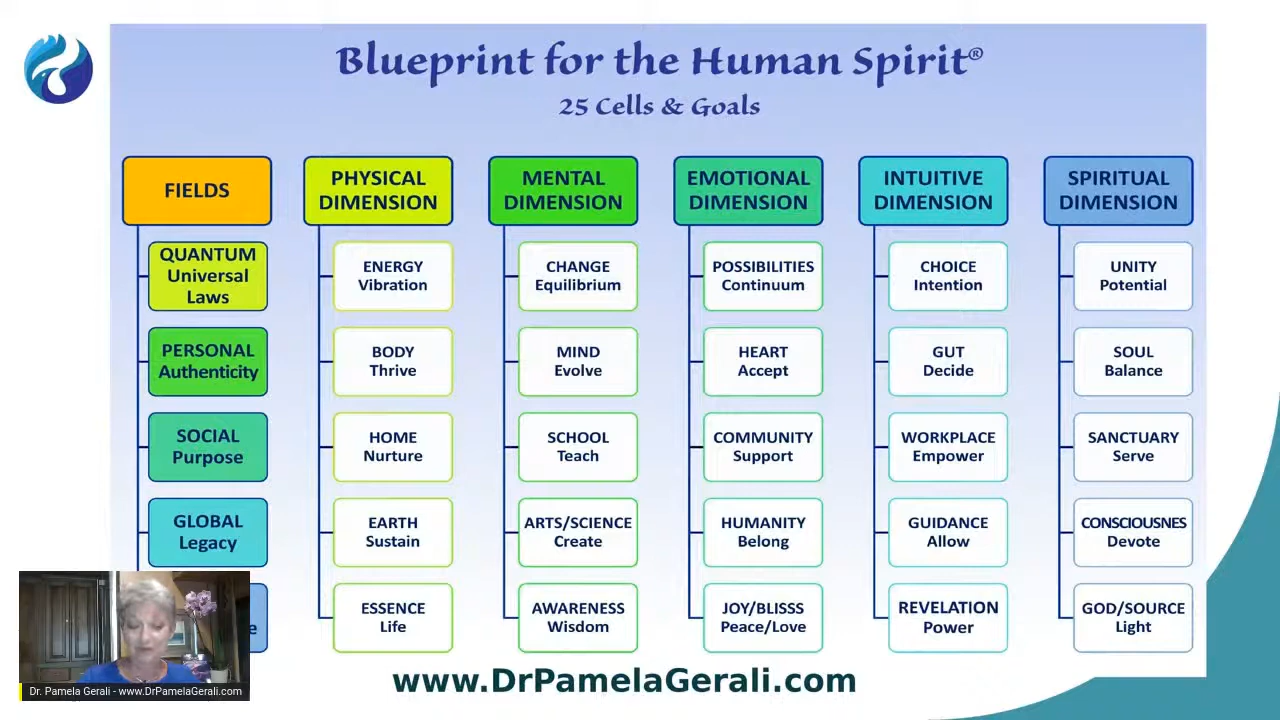 Blueprint for the Human Spirit®
25 Cells & Goals
FIELDS
QUANTUM
Universal
Laws
PERSONAL
Authenticity
SOCIAL
Purpose
GLOBAL
Legacy
PHYSICAL
DIMENSION
ENERGY
Vibration
BODY
Thrive
HOME
Nurture
EARTH
Sustain
ESSENCE
Life
MENTAL
DIMENSION
CHANGE
Equilibrium
MIND
Evolve
SCHOOL
Teach
ARTS/SCIENCE
Create
AWARENESS
Wisdom
EMOTIONAL
DIMENSION
POSSIBILITIES
Continuum
HEART
Accept
COMMUNITY
Support
HUMANITY
Belong
JOY/BLISSS
Peace/Love
INTUITIVE
DIMENSION
CHOICE
Intention
GUT
Decide
WORKPLACE
Empower
GUIDANCE
Allow
REVELATION
Power
SPIRITUAL
DIMENSION
UNITY
Potential
SOUL
Balance
SANCTUARY
Serve
CONSCIOUSNES
Devote
GOD/SOURCE
Light
Dr. Pamela Gerali - www.DrPamelaGerali.com
www.DrPamelaGerali.com